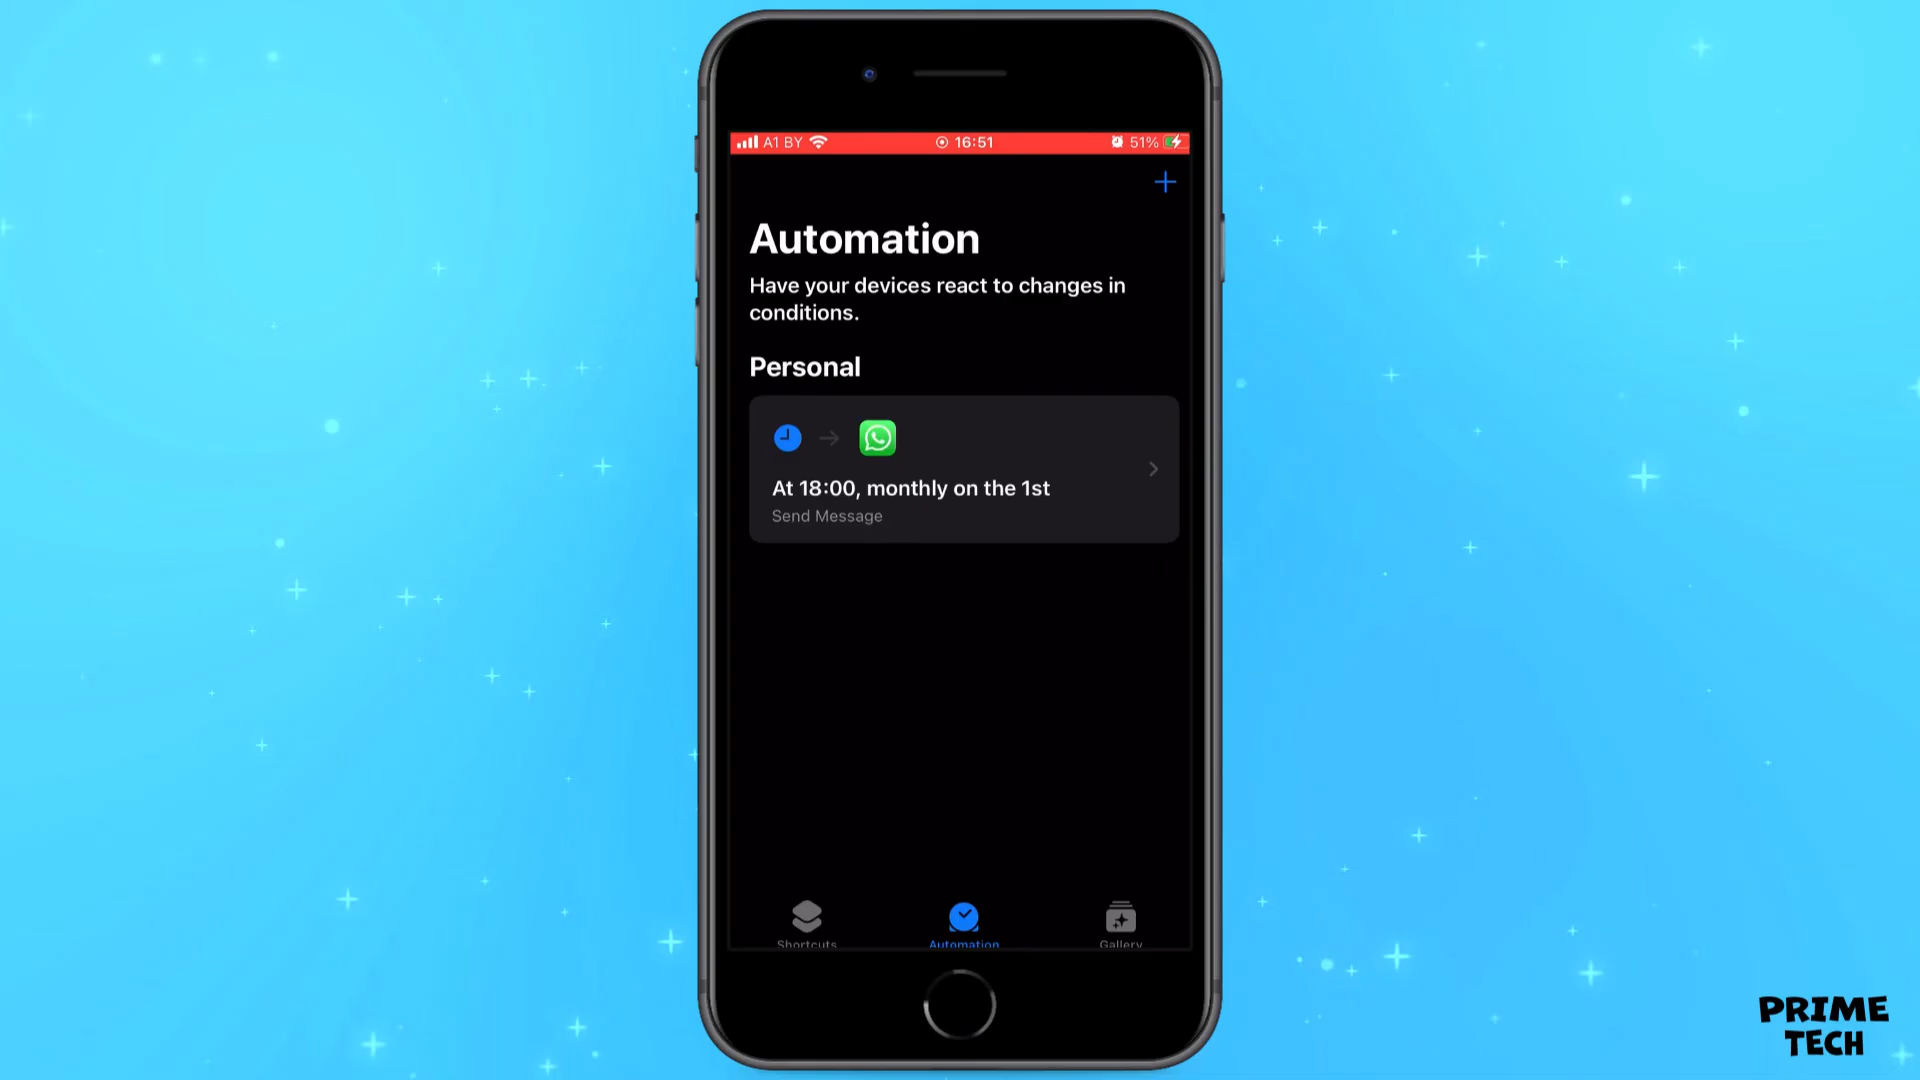 A1 BY
16:51
51%
Automation
Have your devices react to changes in
conditions.
Personal
At 18:00, monthly on the 1st
Send Message
Shortcuts
Automation
Gallery
PRIME
TECH